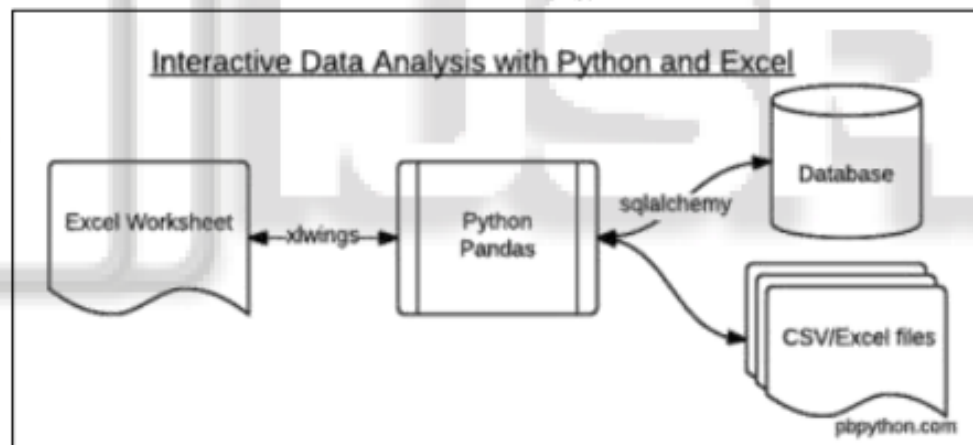 Interactive Data Analysis with Python and Excel
Excel Worksheet
xlwings
Python
Pandas
sqlalchemy
Database
CSV/Excel files
pbpython.com